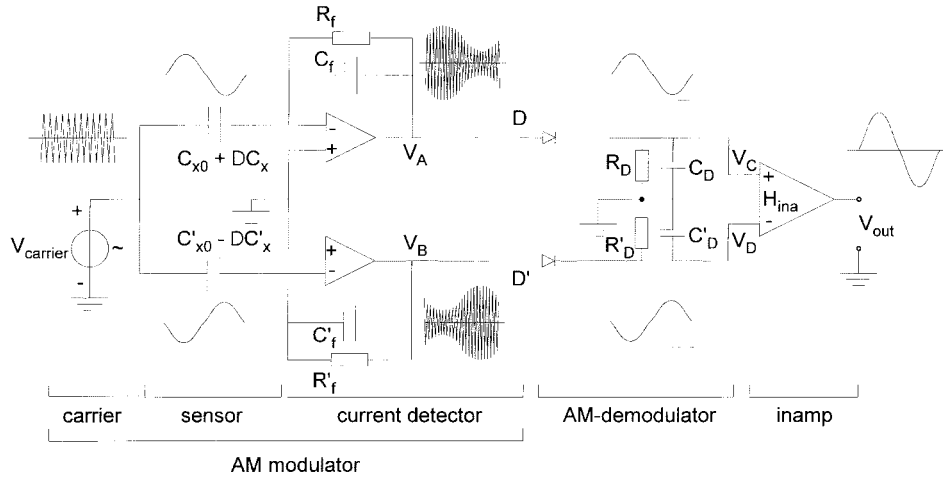 R_f
C_f
D
V_A
C_x0 + DC_x
R_D
C_D
V_C
+
H_ina
-
-
+
+
V_carrier
~
-
C'_x0 - DC'_x
V_B
+
-
R'_D
C'_D
V_D
V_out
D'
C'_f
R'_f
carrier
sensor
current detector
AM-demodulator
inamp
AM modulator